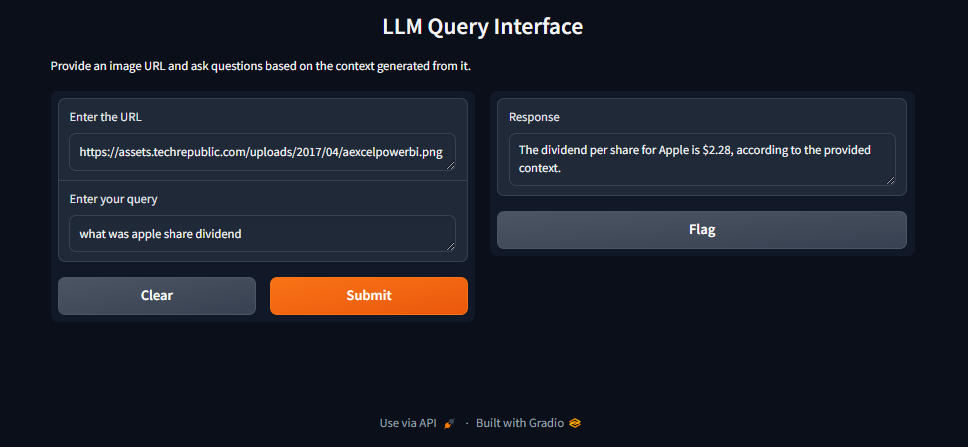 LLM Query Interface
Provide an image URL and ask questions based on the context generated from it.
Enter the URL
https://assets.techrepublic.com/uploads/2017/04/aexcelpowerbi.png
Enter your query
what was apple share dividend
Clear
Submit
Response
The dividend per share for Apple is $2.28, according to the provided
context.
Flag
Use via API · Built with Gradio